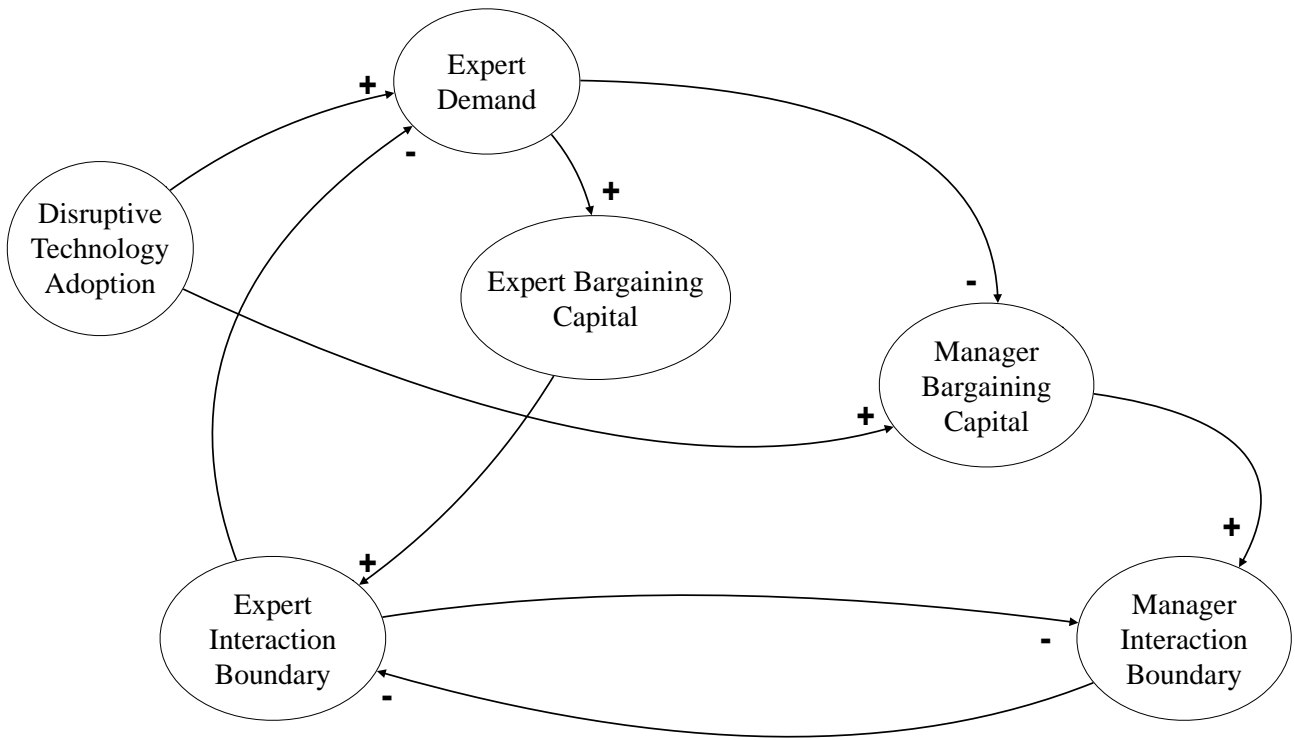 Expert
Demand
+
-
Disruptive
Technology
Adoption
+
Expert Bargaining
Capital
-
Manager
Bargaining
Capital
+
+
+
Expert
Interaction
Boundary
Manager
Interaction
Boundary
-
-